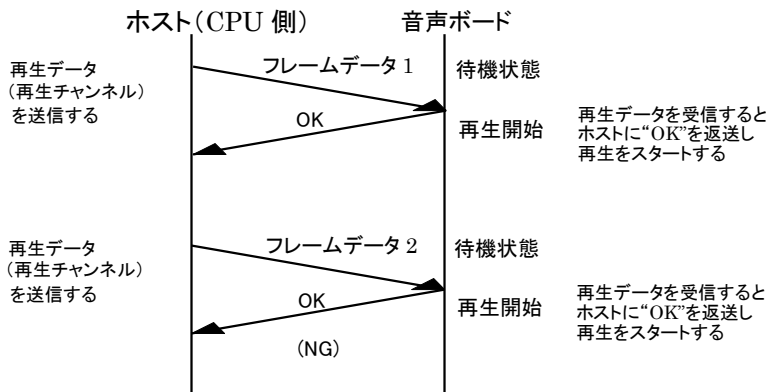 ホスト(CPU 側)
音声ボード
再生データ
(再生チャンネル)
を送信する
フレームデータ 1
待機状態
OK
再生開始
再生データを受信すると
ホストに“OK”を返送し
再生をスタートする
再生データ
(再生チャンネル)
を送信する
フレームデータ 2
待機状態
OK
再生開始
再生データを受信すると
ホストに“OK”を返送し
再生をスタートする
(NG)